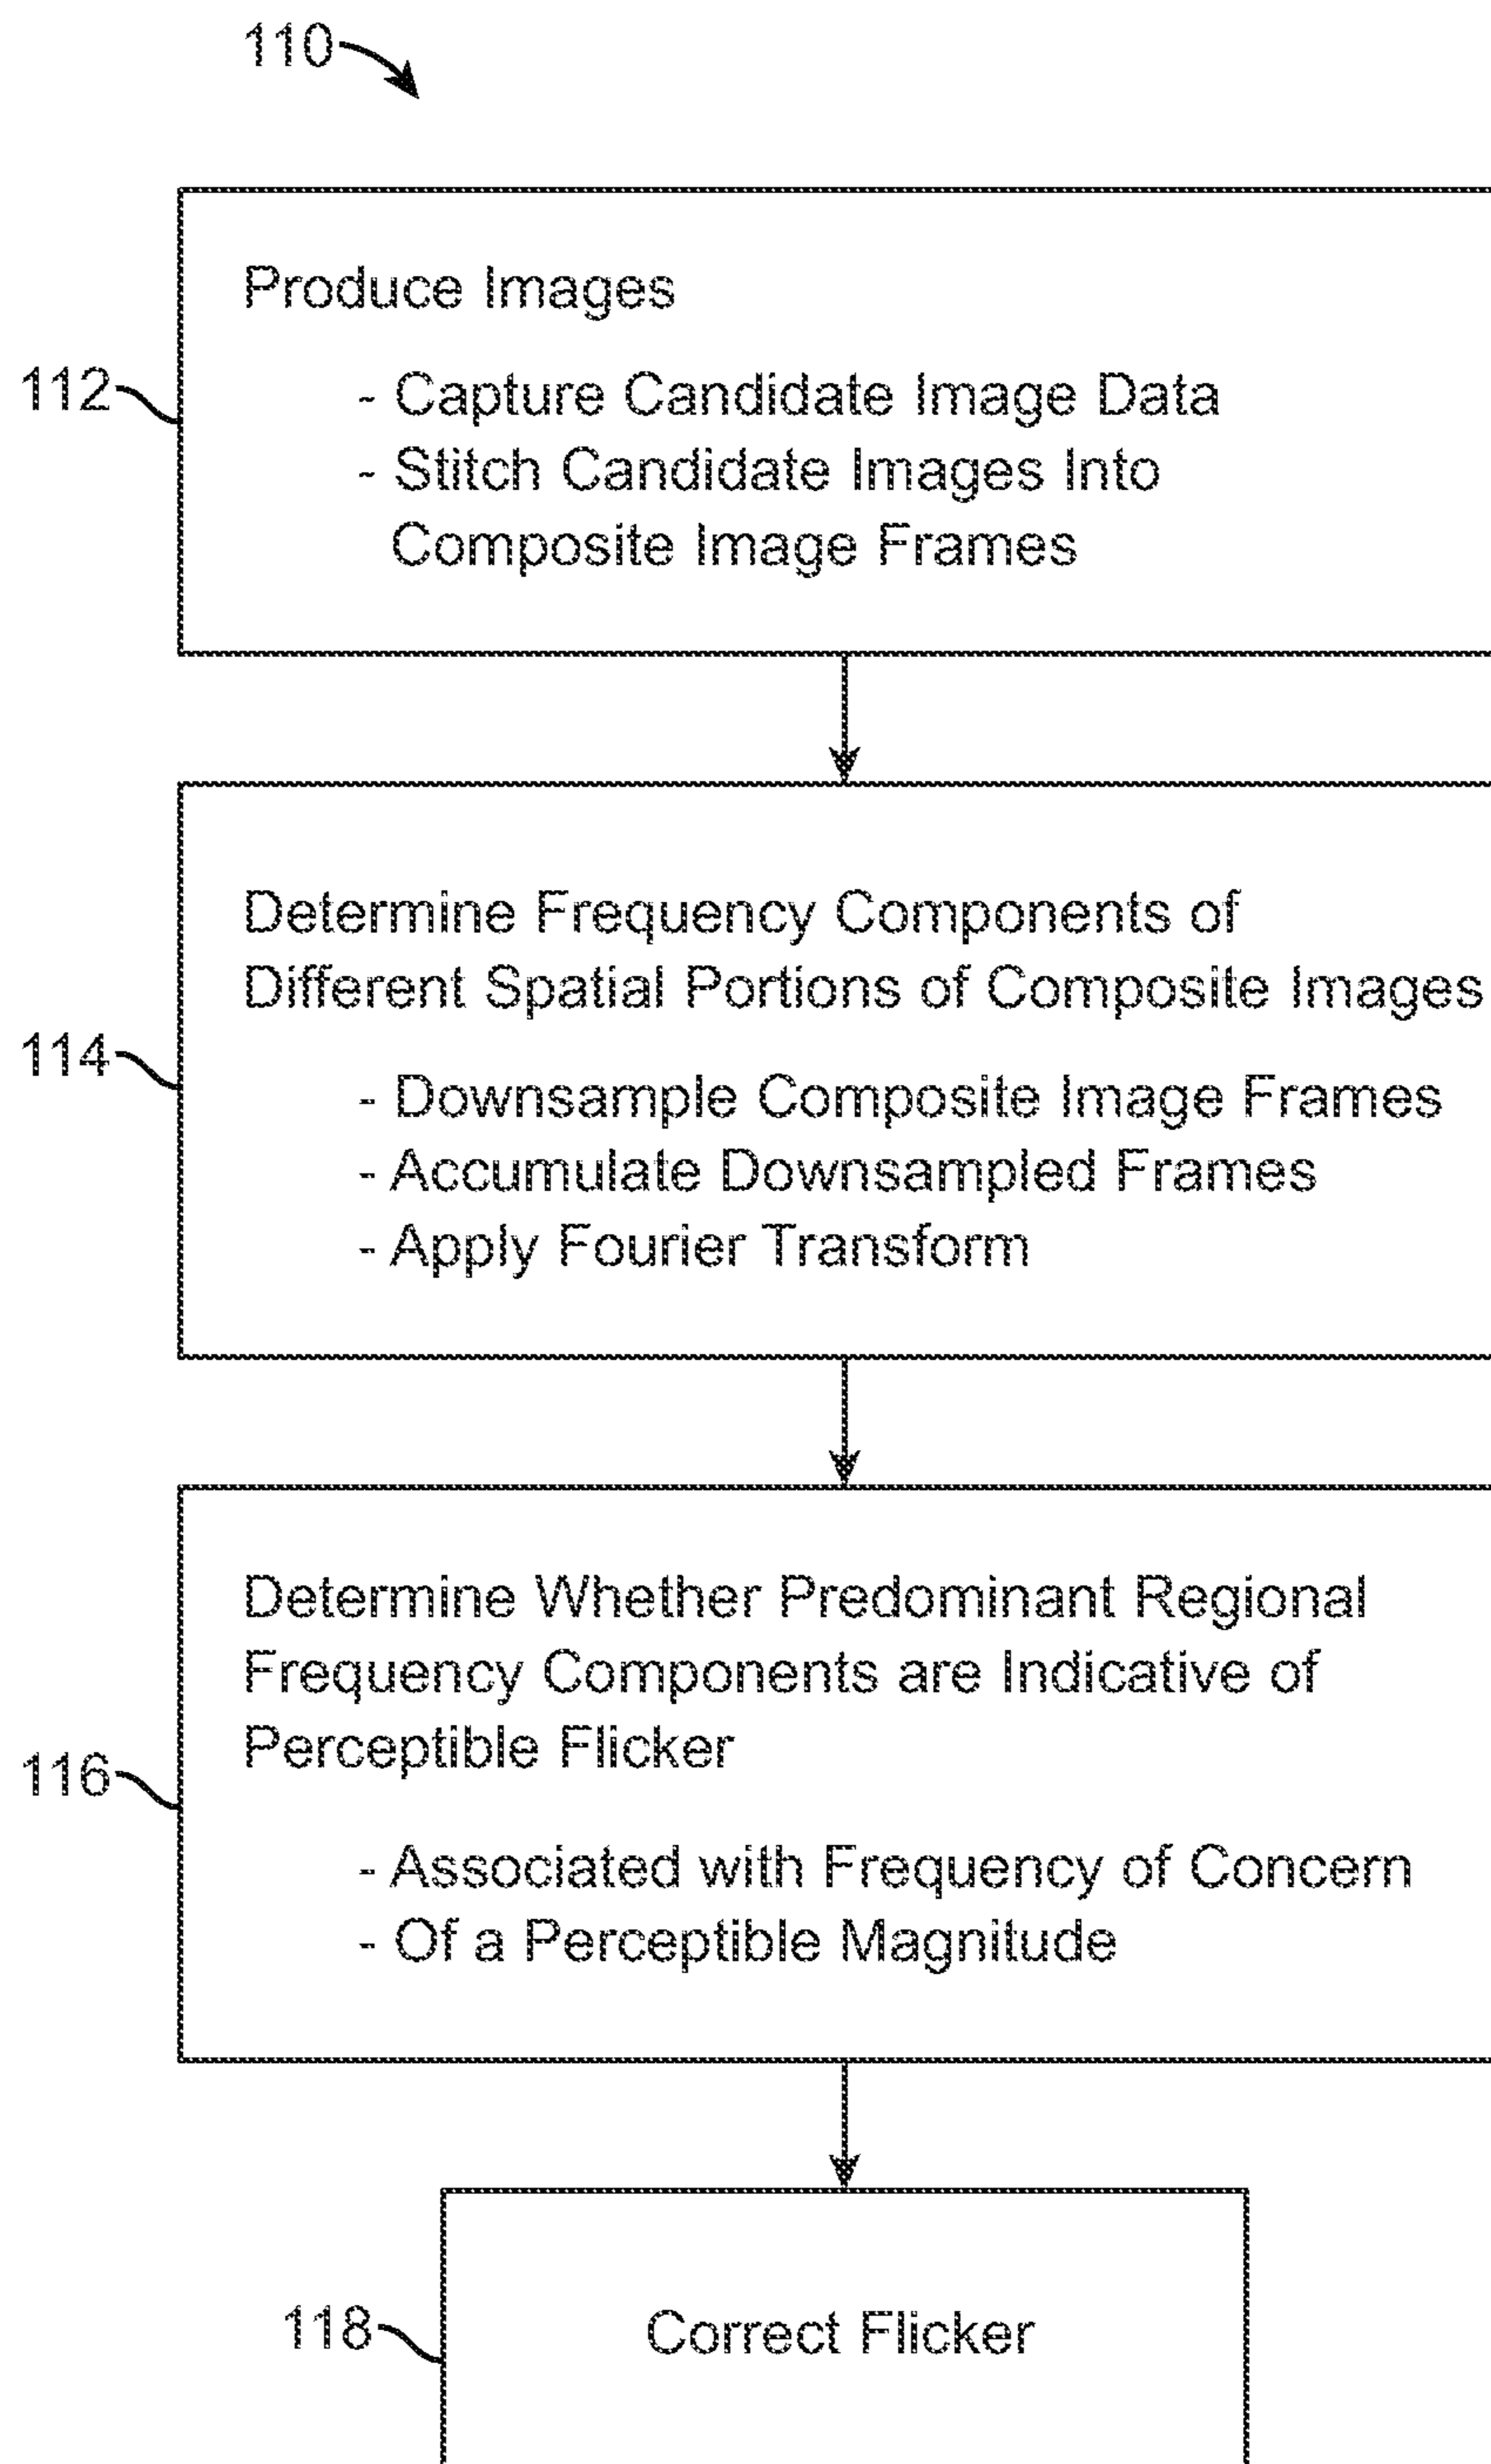 110
Produce Images
112
- Capture Candidate Image Data
- Stitch Candidate Images Into
Composite Image Frames
Determine Frequency Components of
Different Spatial Portions of Composite Images
114
- Downsample Composite Image Frames
- Accumulate Downsampled Frames
- Apply Fourier Transform
Determine Whether Predominant Regional
Frequency Components are Indicative of
Perceptible Flicker
116
- Associated with Frequency of Concern
- Of a Perceptible Magnitude
118
Correct Flicker